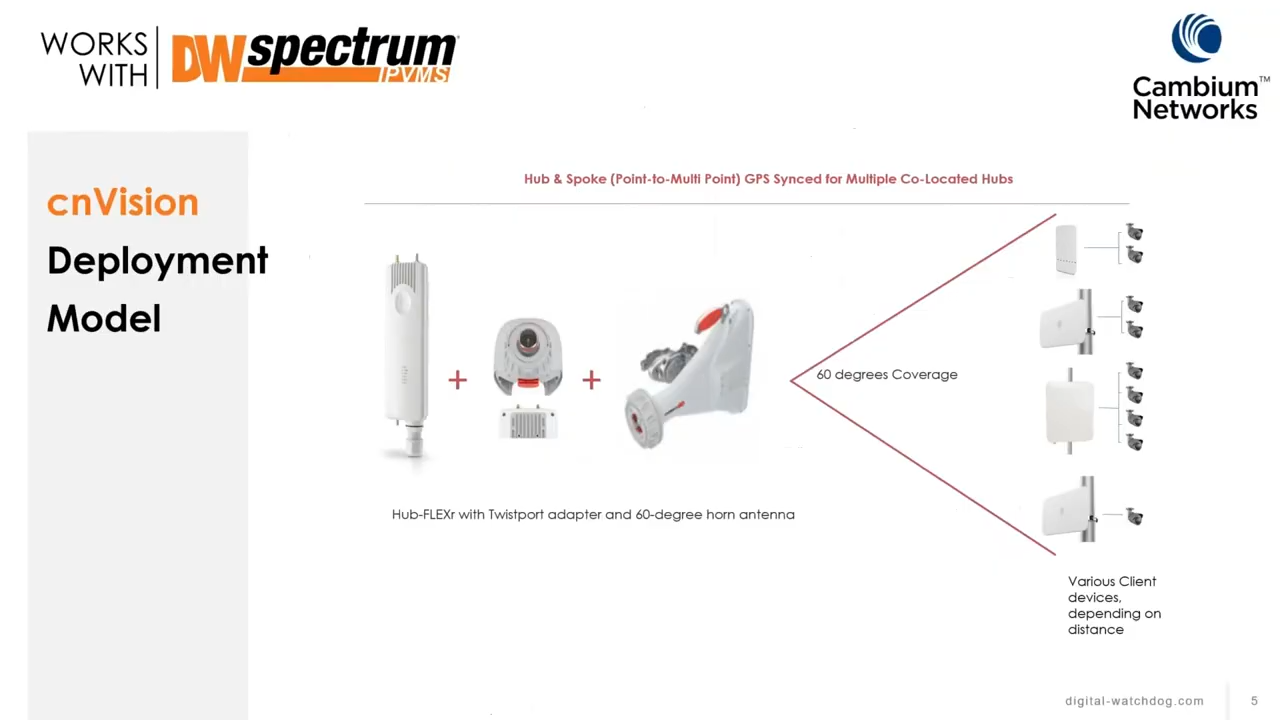 WORKS
WITH
DWspectrum
IPVMS
Cambium™
Networks
cnVision
Deployment
Model
Hub & Spoke (Point-to-Multi Point) GPS Synced for Multiple Co-Located Hubs
60 degrees Coverage
Hub-FLEXr with Twistport adapter and 60-degree horn antenna
Various Client
devices,
depending on
distance
digital-watchdog.com
5